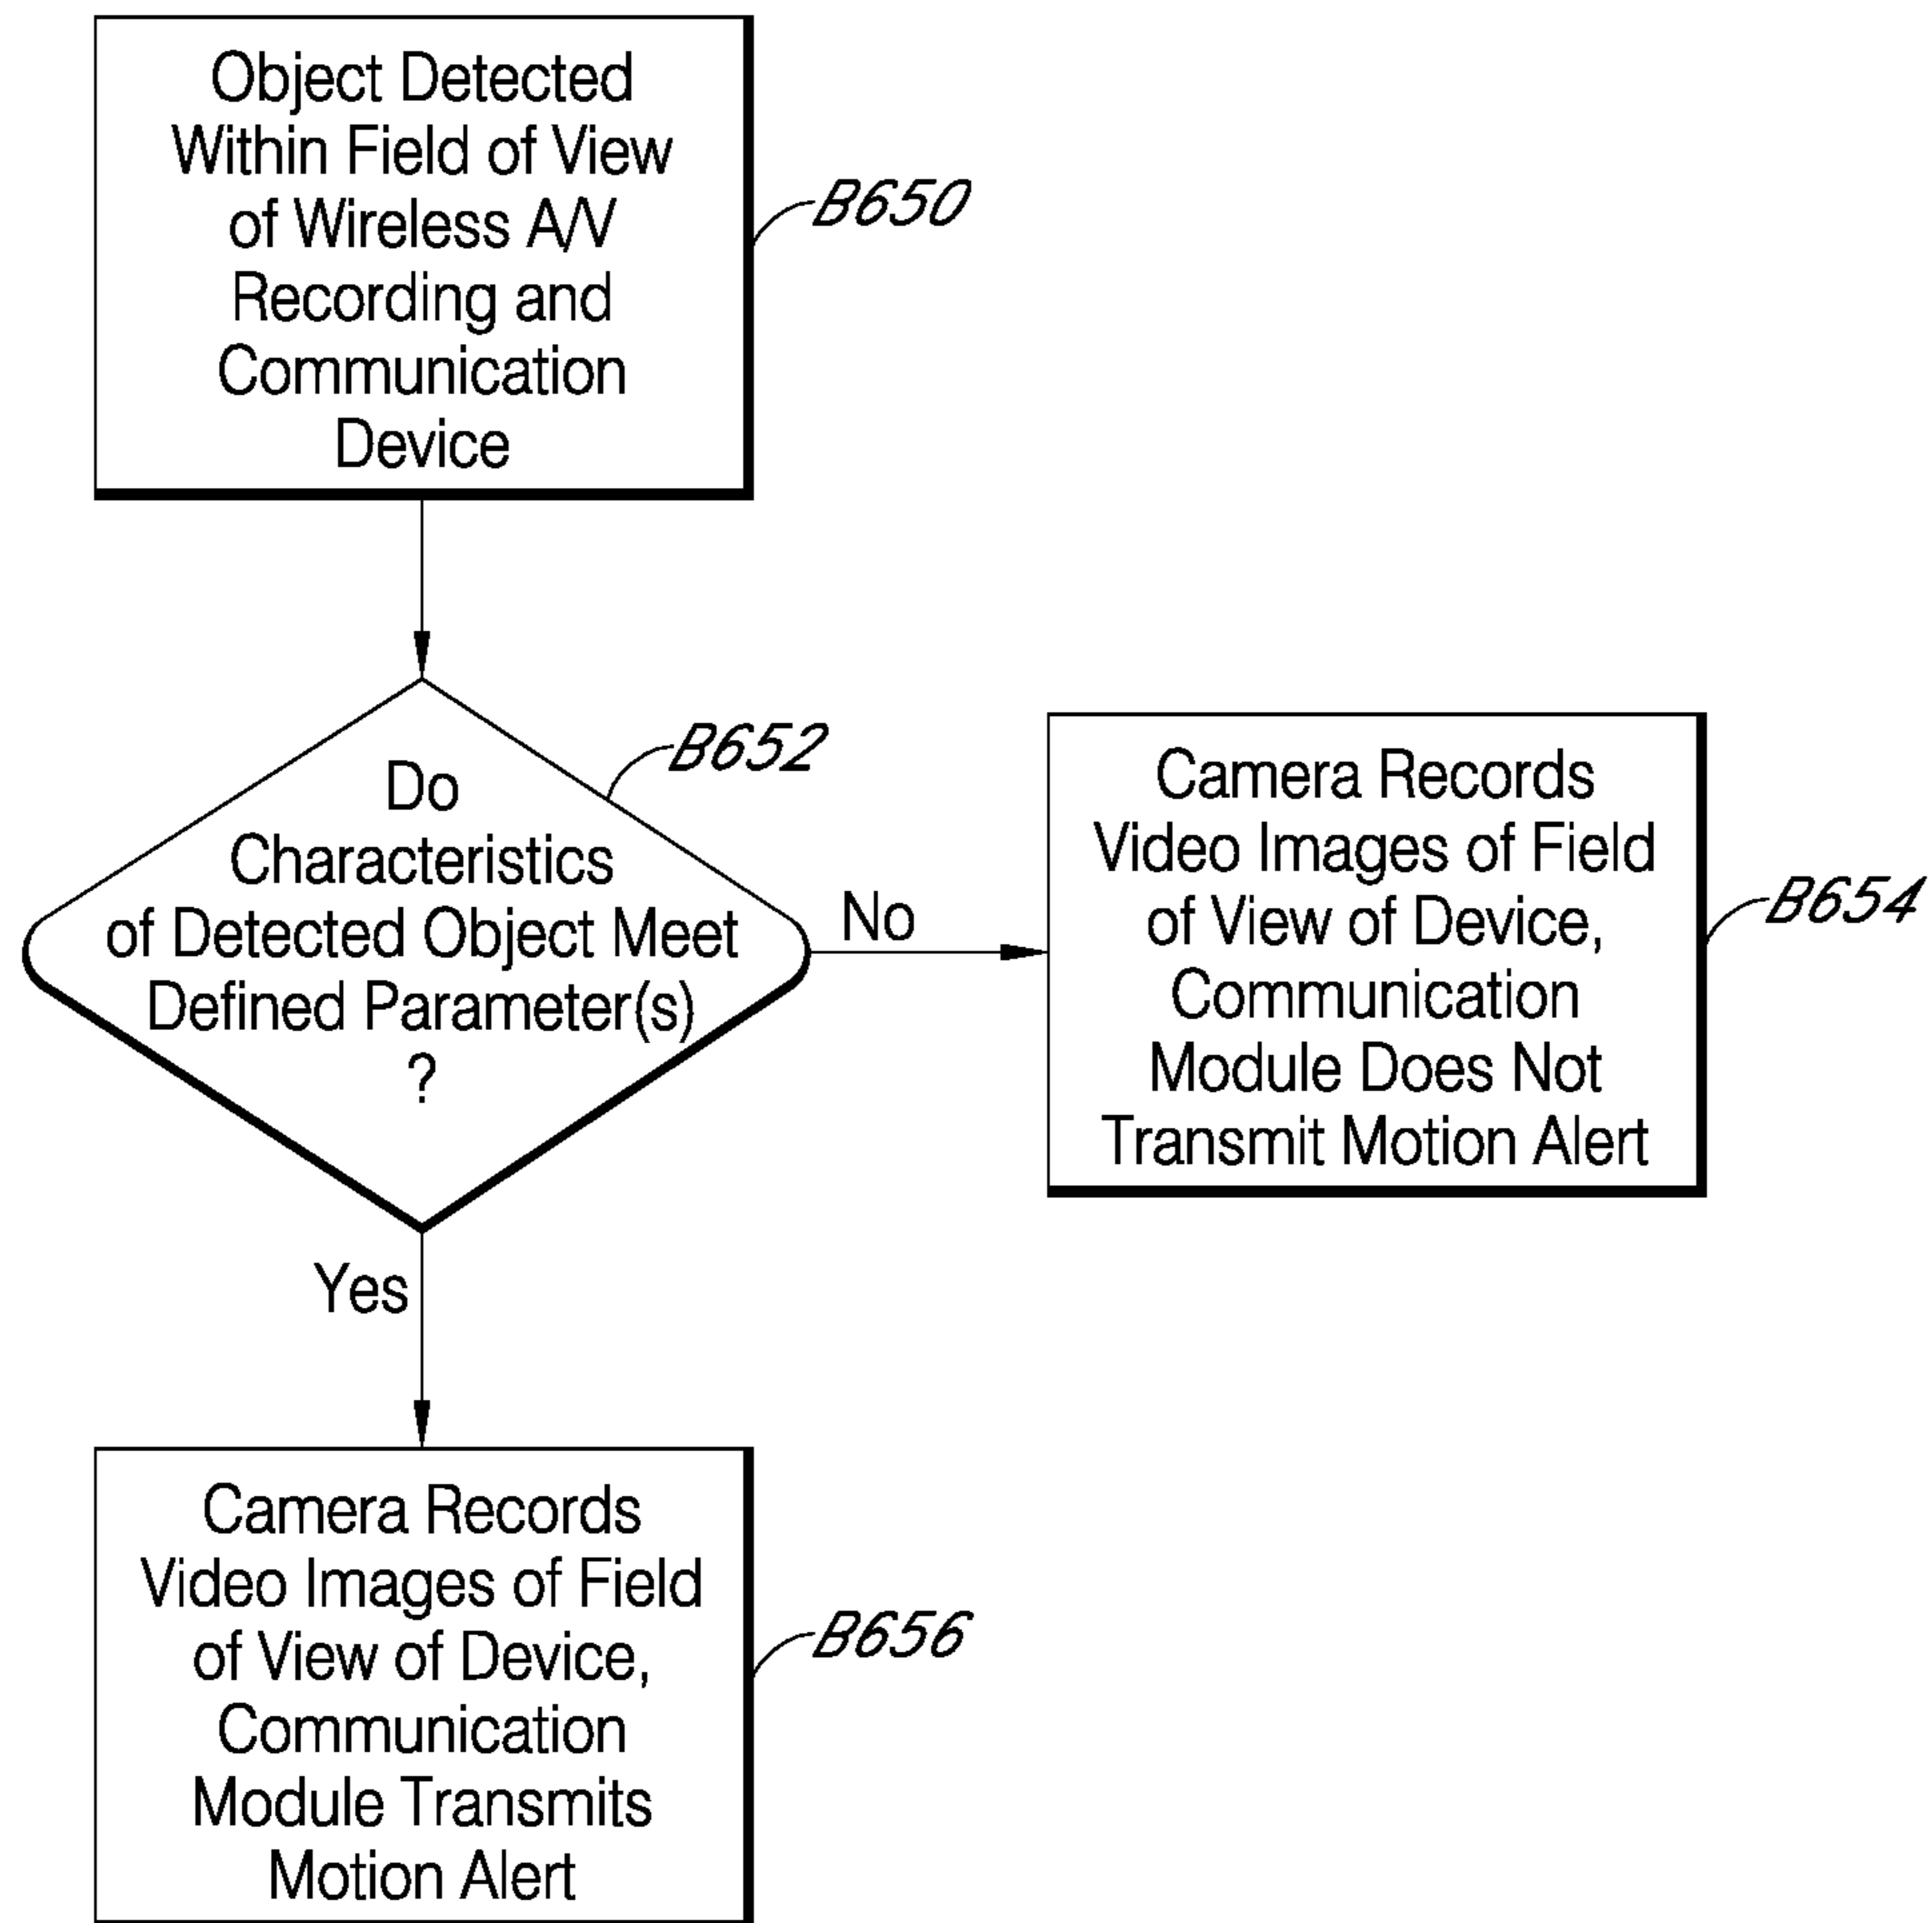 Object Detected
Within Field of View
of Wireless A/V
Recording and
Communication
Device
B650
Do
Characteristics
of Detected Object Meet
Defined Parameter(s)
?
B652
No
Camera Records
Video Images of Field
of View of Device,
Communication
Module Does Not
Transmit Motion Alert
B654
Yes
Camera Records
Video Images of Field
of View of Device,
Communication
Module Transmits
Motion Alert
B656